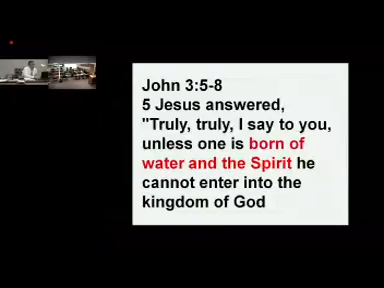 John 3:5-8
5 Jesus answered,
"Truly, truly, I say to you,
unless one is born of
water and the Spirit he
cannot enter into the
kingdom of God